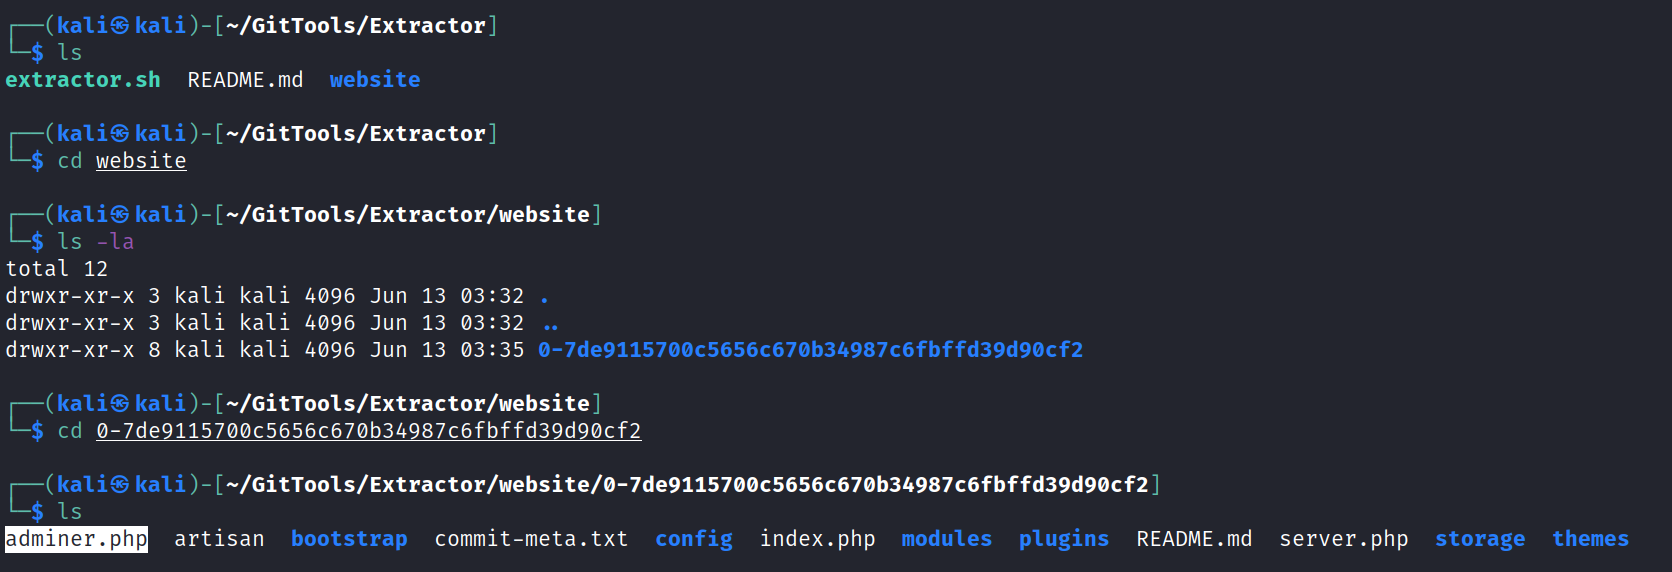 ┌──(kali㉿kali)-[~/GitTools/Extractor]
└─$ ls
extractor.sh  README.md  website
┌──(kali㉿kali)-[~/GitTools/Extractor]
└─$ cd website
┌──(kali㉿kali)-[~/GitTools/Extractor/website]
└─$ ls -la
total 12
drwxr-xr-x 3 kali kali 4096 Jun 13 03:32 .
drwxr-xr-x 3 kali kali 4096 Jun 13 03:32 ..
drwxr-xr-x 8 kali kali 4096 Jun 13 03:35 0-7de9115700c5656c670b34987c6fbffd39d90cf2
┌──(kali㉿kali)-[~/GitTools/Extractor/website]
└─$ cd 0-7de9115700c5656c670b34987c6fbffd39d90cf2
┌──(kali㉿kali)-[~/GitTools/Extractor/website/0-7de9115700c5656c670b34987c6fbffd39d90cf2]
└─$ ls
adminer.php  artisan  bootstrap  commit-meta.txt  config  index.php  modules  plugins  README.md  server.php  storage  themes